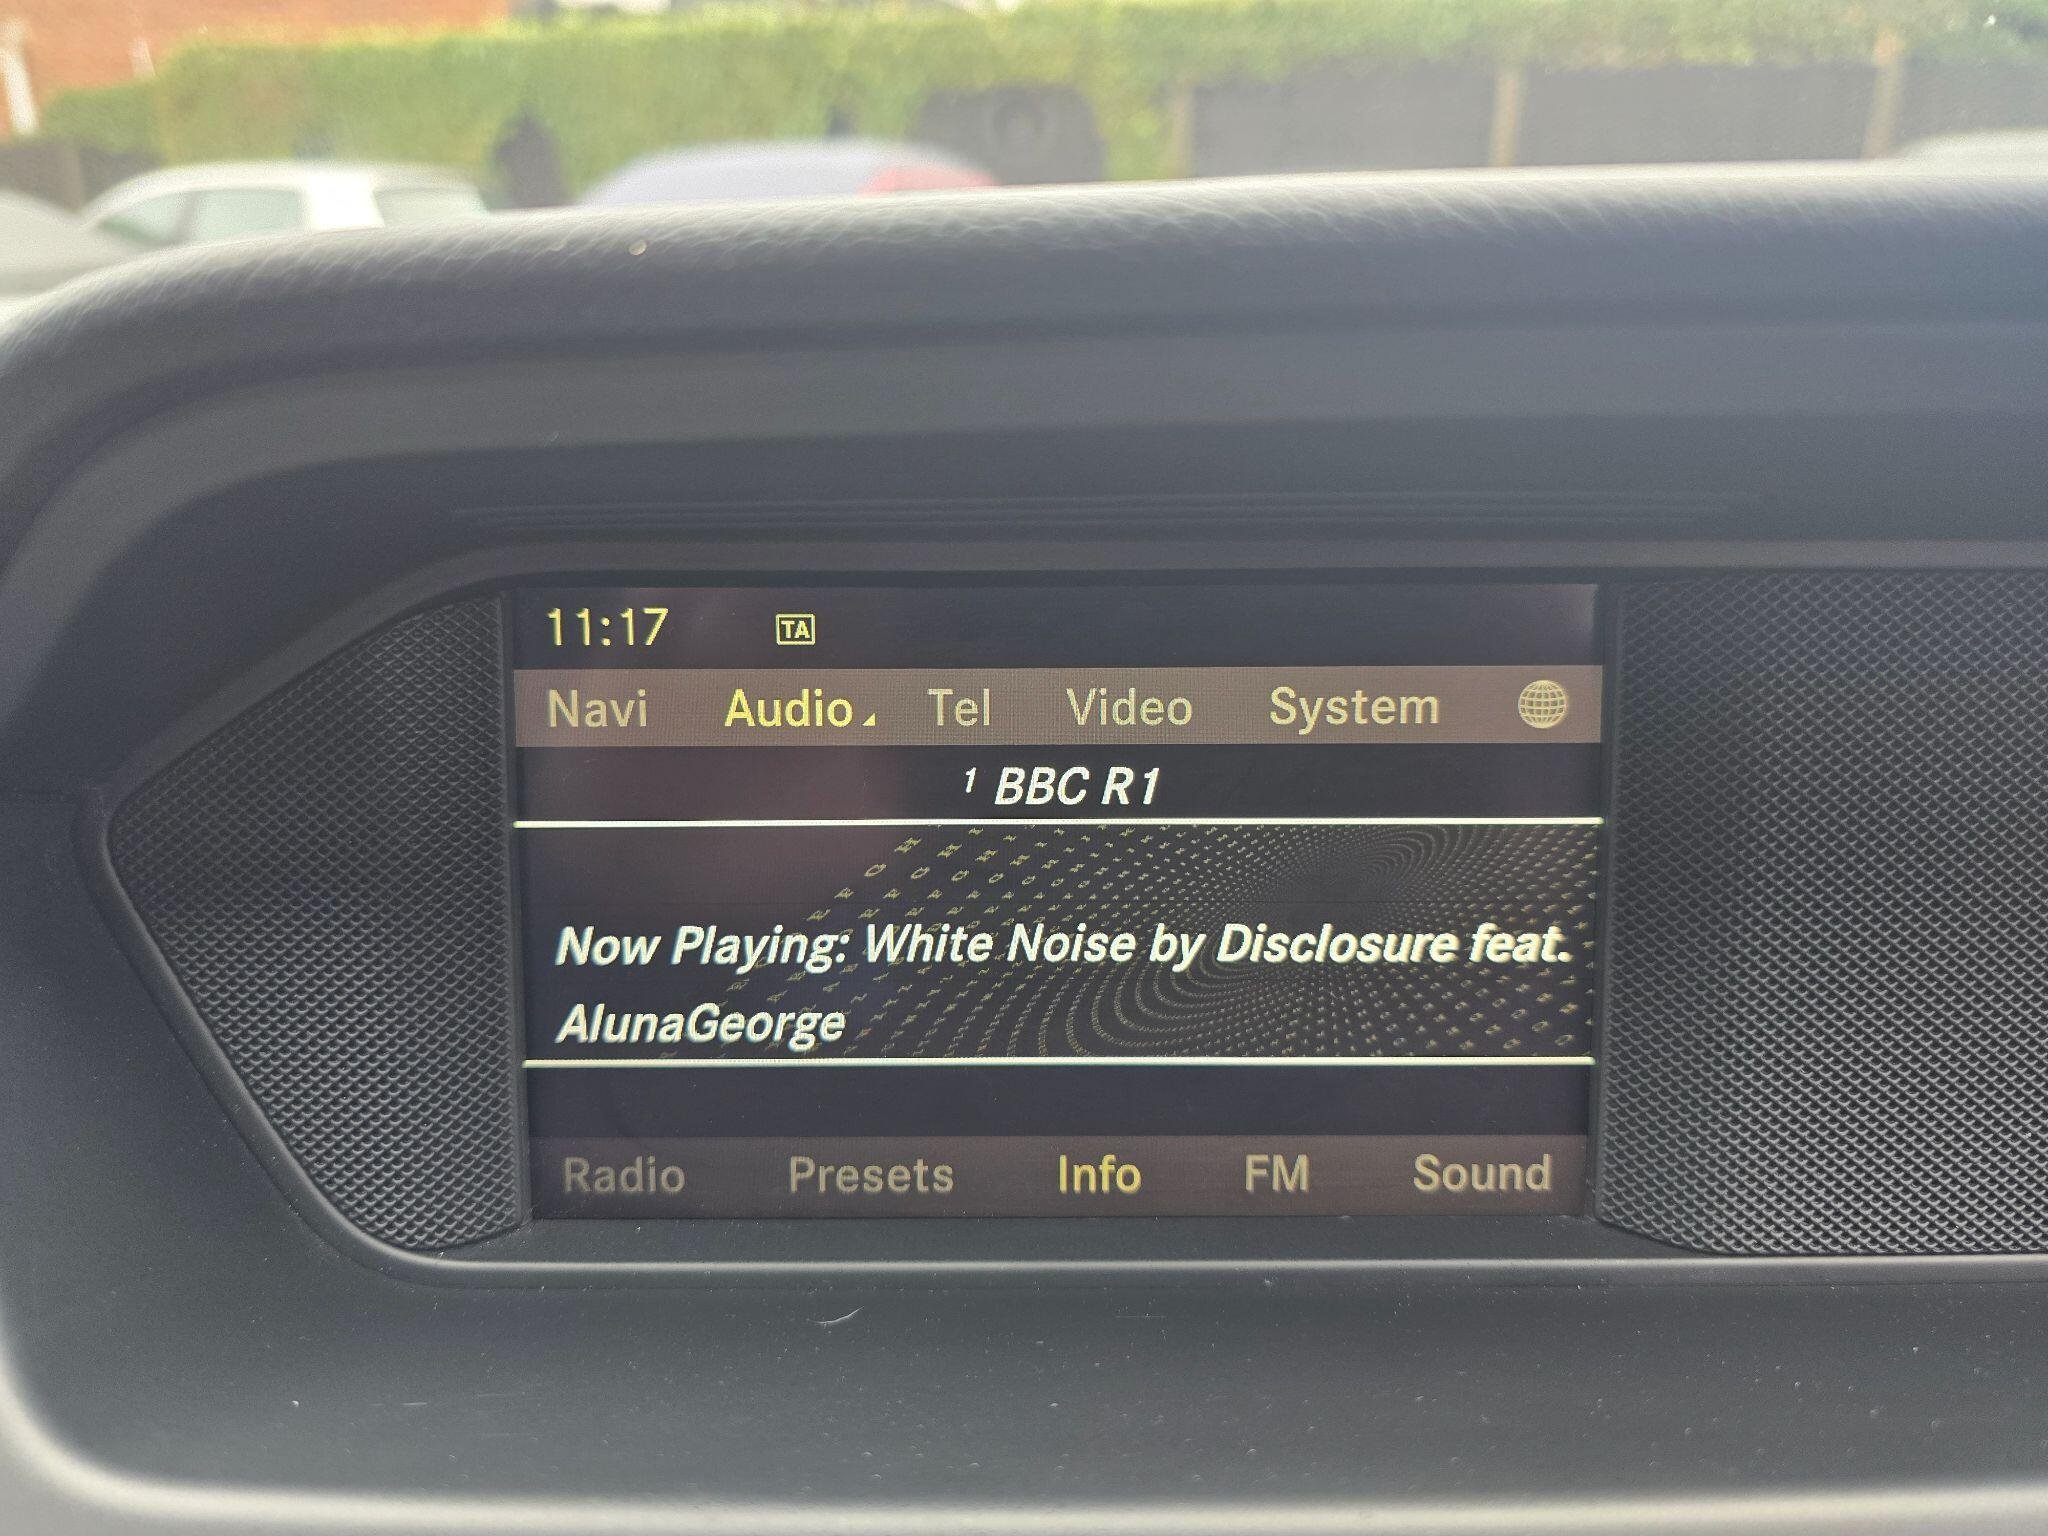 11:17 TA
Navi Audio Tel Video System
1 BBC R1
Now Playing: White Noise by Disclosure feat.
AlunaGeorge
Radio Presets Info FM Sound